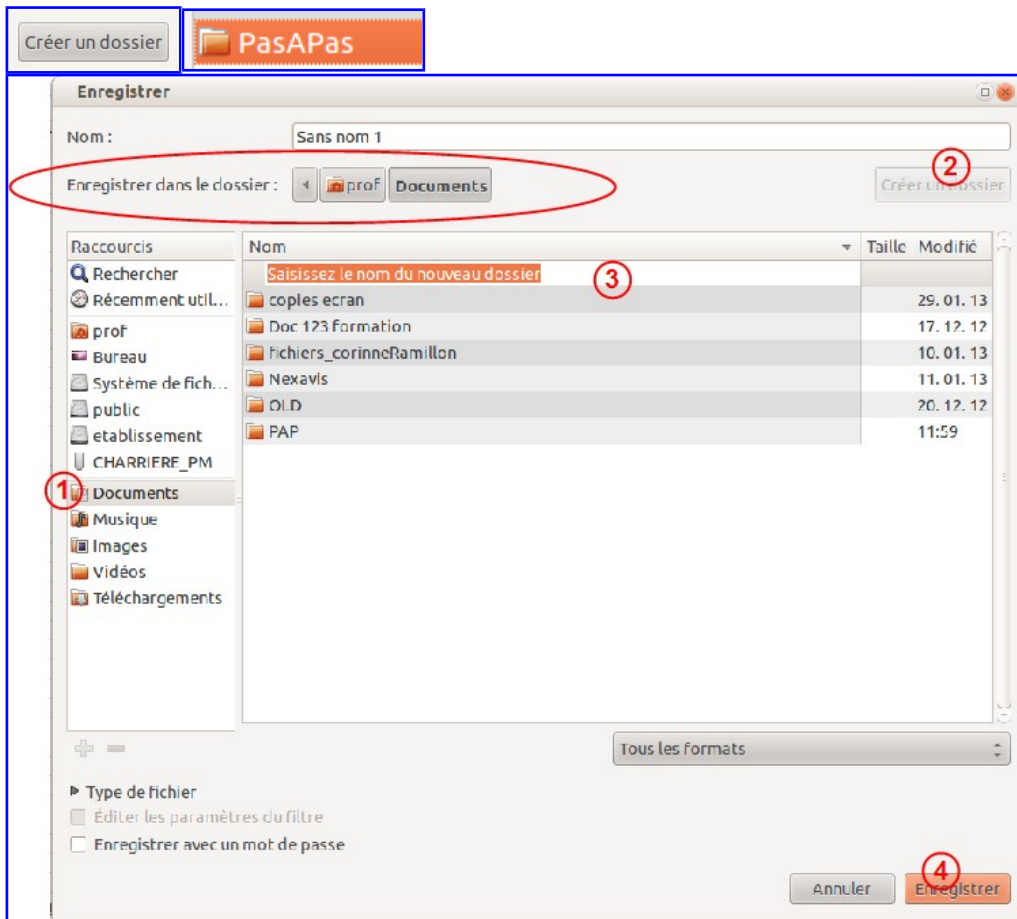 Créer un dossier
PasAPas
Enregistrer
Nom :
Sans nom 1
Enregistrer dans le dossier :
prof
Documents
2
Créer un dossier
Raccourcis
Nom
Taille
Modifié
Rechercher
Saisissez le nom du nouveau dossier
3
Récemment util...
copies ecran
29. 01. 13
prof
Doc 123 formation
17. 12. 12
Bureau
fichiers_corinneRamillon
10. 01. 13
Système de fich...
Nexavis
11. 01. 13
public
OLD
20. 12. 12
etablissement
PAP
11:59
CHARRIERE_PM
1
Documents
Musique
Images
Vidéos
Téléchargements
Tous les formats
Type de fichier
Éditer les paramètres du filtre
Enregistrer avec un mot de passe
4
Annuler
Enregistrer